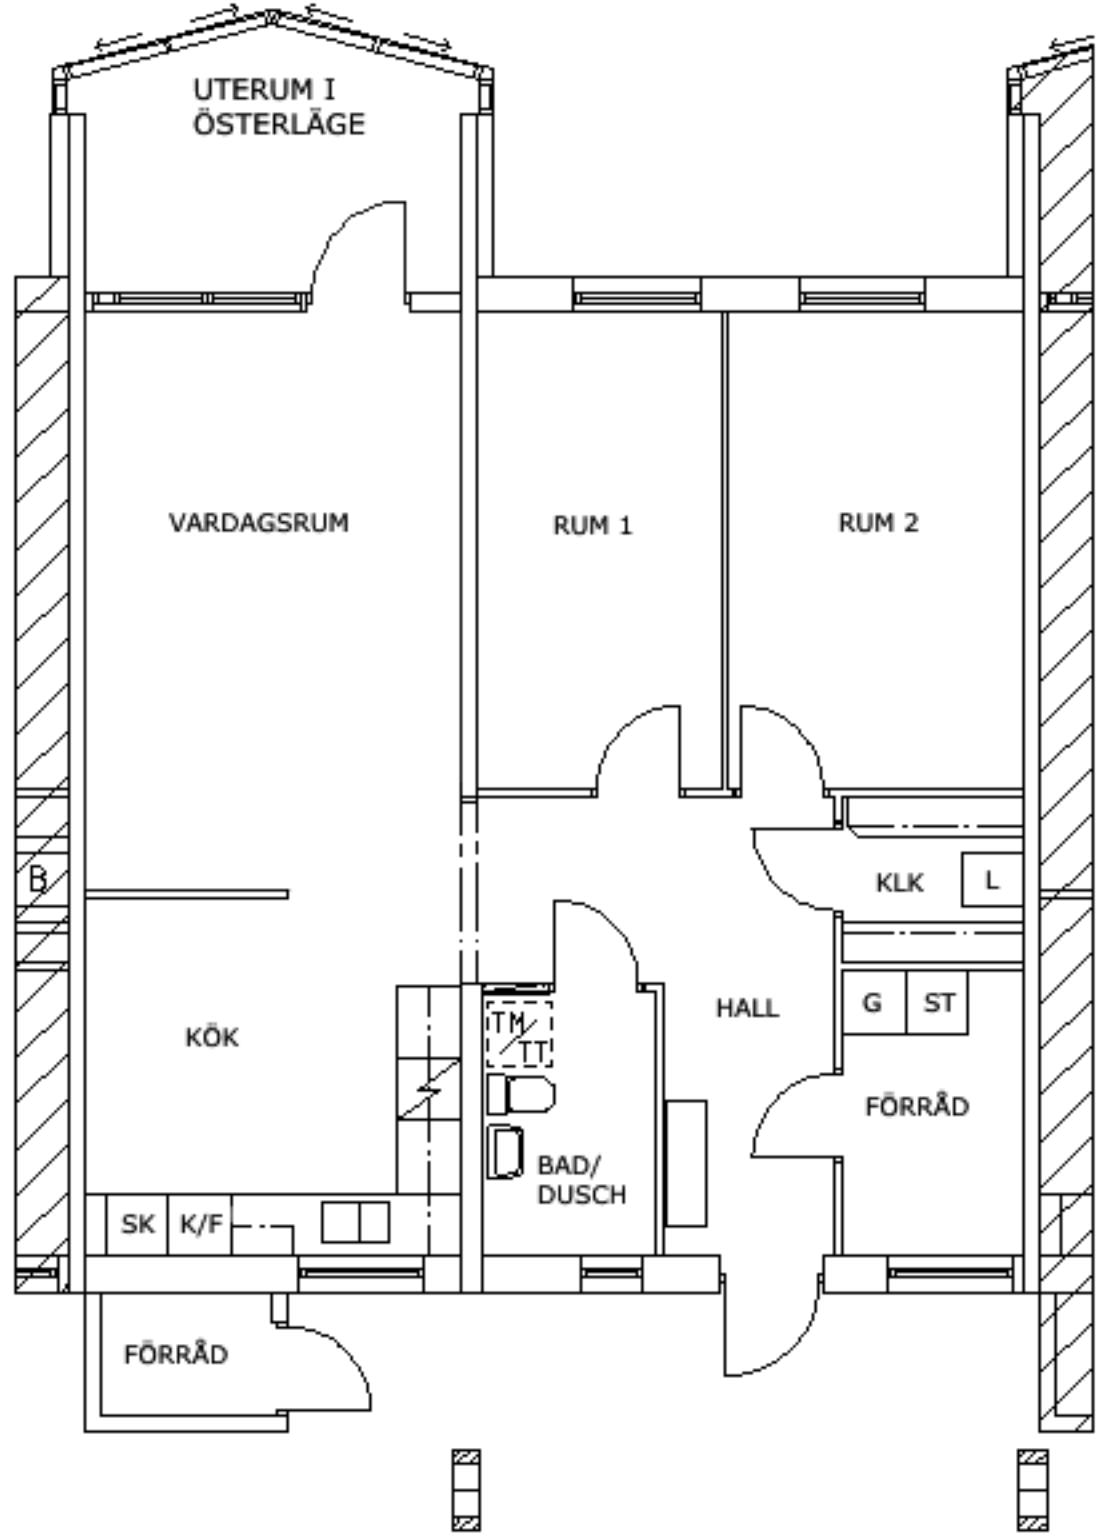 UTERUM I
ÖSTERLÄGE
VARDAGSRUM
RUM 1
RUM 2
B
KLK
L
KÖK
TM
TT
HALL
G
ST
FÖRRÅD
BAD/
DUSCH
SK
K/F
FÖRRÅD